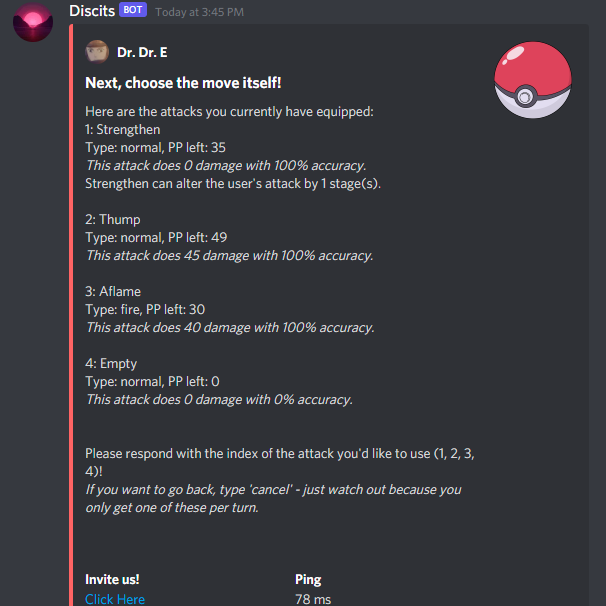 Discits BOT Today at 3:45 PM
Dr. Dr. E
Next, choose the move itself!
Here are the attacks you currently have equipped:
1: Strengthen
Type: normal, PP left: 35
This attack does 0 damage with 100% accuracy.
Strengthen can alter the user's attack by 1 stage(s).
2: Thump
Type: normal, PP left: 49
This attack does 45 damage with 100% accuracy.
3: Aflame
Type: fire, PP left: 30
This attack does 40 damage with 100% accuracy.
4: Empty
Type: normal, PP left: 0
This attack does 0 damage with 0% accuracy.
Please respond with the index of the attack you'd like to use (1, 2, 3,
4)!
If you want to go back, type 'cancel' - just watch out because you
only get one of these per turn.
Invite us! Ping
Click Here 78 ms